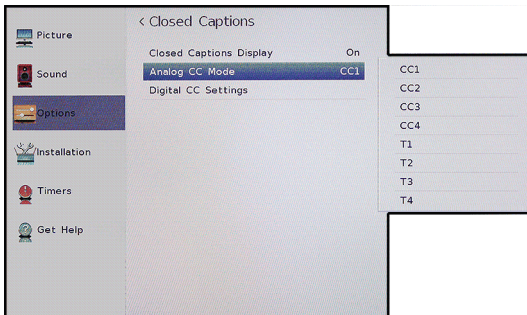 < Closed Captions
Picture
Closed Captions Display On
Sound
Analog CC Mode CC1
Digital CC Settings
Options
Installation
Timers
Get Help
CC1
CC2
CC3
CC4
T1
T2
T3
T4